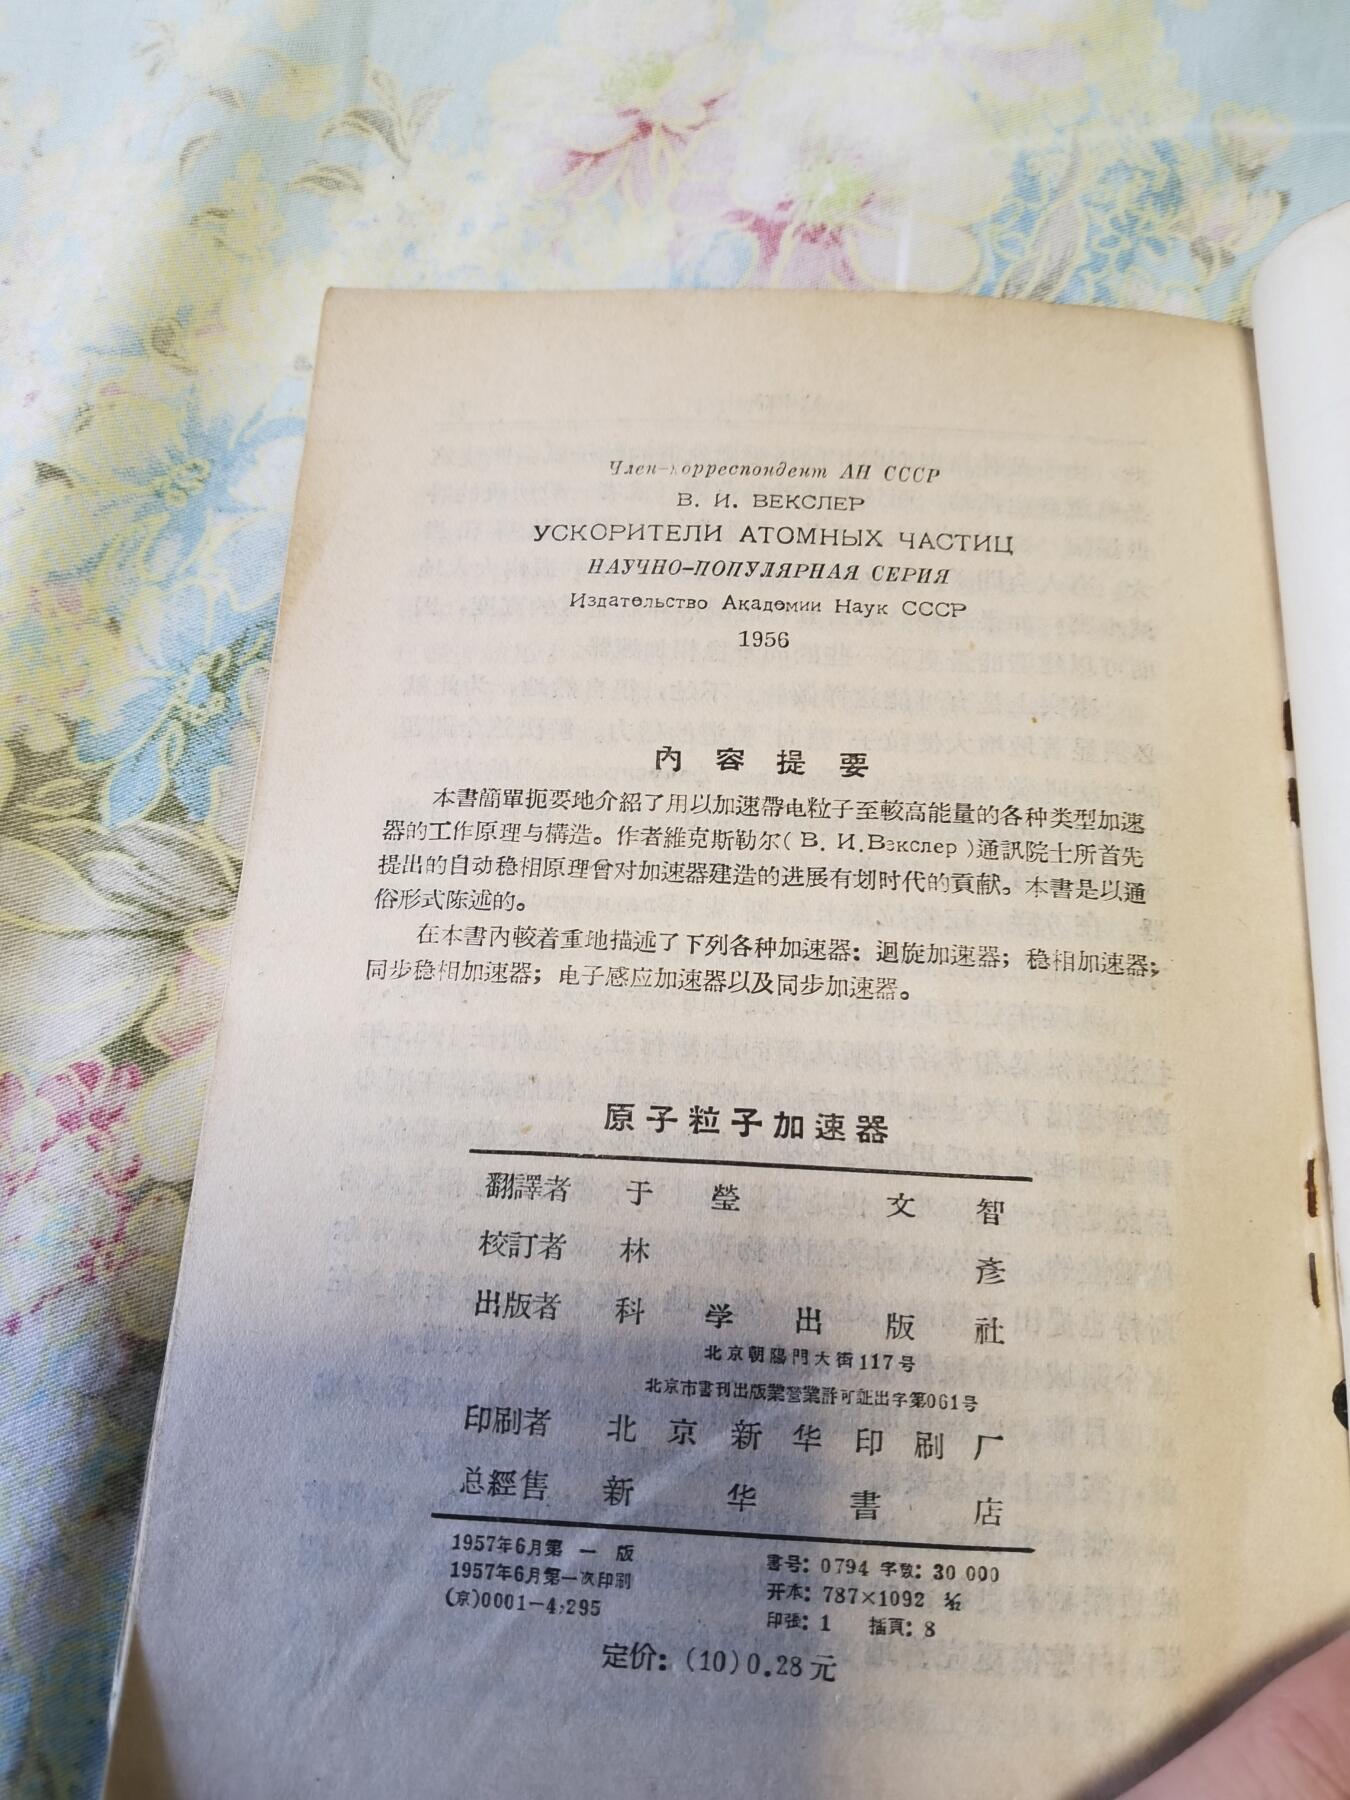 Член-корреспондент АН СССР
В. И. ВЕКСЛЕР
УСКОРИТЕЛИ АТОМНЫХ ЧАСТИЦ
НАУЧНО-ПОПУЛЯРНАЯ СЕРИЯ
Издательство Академии Наук СССР
1956
內容提要
本書簡單扼要地介紹了用以加速帶电粒子至較高能量的各种类型加速
器的工作原理与構造。作者維克斯勒尔(В. И. Векслер)通訊院士所首先
提出的自动稳相原理曾对加速器建造的进展有划时代的貢献。本書是以通
俗形式陈述的。
在本書內較着重地描述了下列各种加速器：迴旋加速器；稳相加速器；
同步稳相加速器；电子感应加速器以及同步加速器。
原子粒子加速器
翻譯者 于瑩 文智
校訂者 林彥
出版者 科学出版社
北京朝陽門大街117号
北京市書刊出版業营業許可証出字第061号
印刷者 北京新华印刷厂
总經售 新华書店
1957年6月第一版 書号：0794 字数：30 000
1957年6月第一次印刷 开本：787×1092 1/32
(京)0001—4,295 印張：1 插頁：8
定价：(10)0.28元